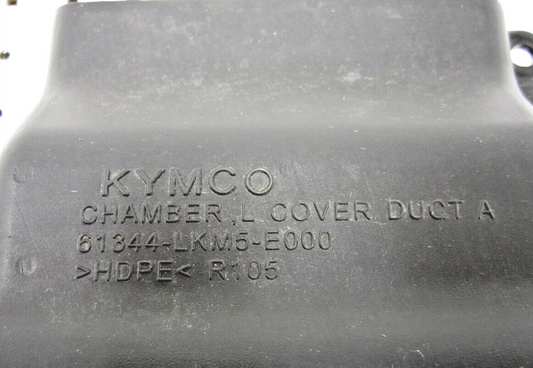 KYMCO
CHAMBER,L COVER DUCT A
61344-LKM5-E000
>HDPE< R105